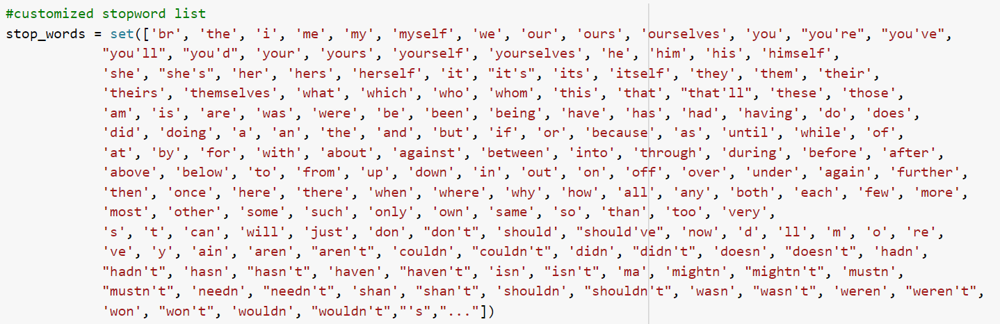 #customized stopword list
stop_words = set(['br', 'the', 'i', 'me', 'my', 'myself', 'we', 'our', 'ours', 'ourselves', 'you', "you're", "you've",
"you'll", "you'd", 'your', 'yours', 'yourself', 'yourselves', 'he', 'him', 'his', 'himself',
'she', "she's", 'her', 'hers', 'herself', 'it', "it's", 'its', 'itself', 'they', 'them', 'their',
'theirs', 'themselves', 'what', 'which', 'who', 'whom', 'this', 'that', "that'll", 'these', 'those',
'am', 'is', 'are', 'was', 'were', 'be', 'been', 'being', 'have', 'has', 'had', 'having', 'do', 'does',
'did', 'doing', 'a', 'an', 'the', 'and', 'but', 'if', 'or', 'because', 'as', 'until', 'while', 'of',
'at', 'by', 'for', 'with', 'about', 'against', 'between', 'into', 'through', 'during', 'before', 'after',
'above', 'below', 'to', 'from', 'up', 'down', 'in', 'out', 'on', 'off', 'over', 'under', 'again', 'further',
'then', 'once', 'here', 'there', 'when', 'where', 'why', 'how', 'all', 'any', 'both', 'each', 'few', 'more',
'most', 'other', 'some', 'such', 'only', 'own', 'same', 'so', 'than', 'too', 'very',
's', 't', 'can', 'will', 'just', 'don', "don't", 'should', "should've", 'now', 'd', 'll', 'm', 'o', 're',
've', 'y', 'ain', 'aren', "aren't", 'couldn', "couldn't", 'didn', "didn't", 'doesn', "doesn't", 'hadn',
"hadn't", 'hasn', "hasn't", 'haven', "haven't", 'isn', "isn't", 'ma', 'mightn', "mightn't", 'mustn',
"mustn't", 'needn', "needn't", 'shan', "shan't", 'shouldn', "shouldn't", 'wasn', "wasn't", 'weren', "weren't",
'won', "won't", 'wouldn', "wouldn't","'s","..."])